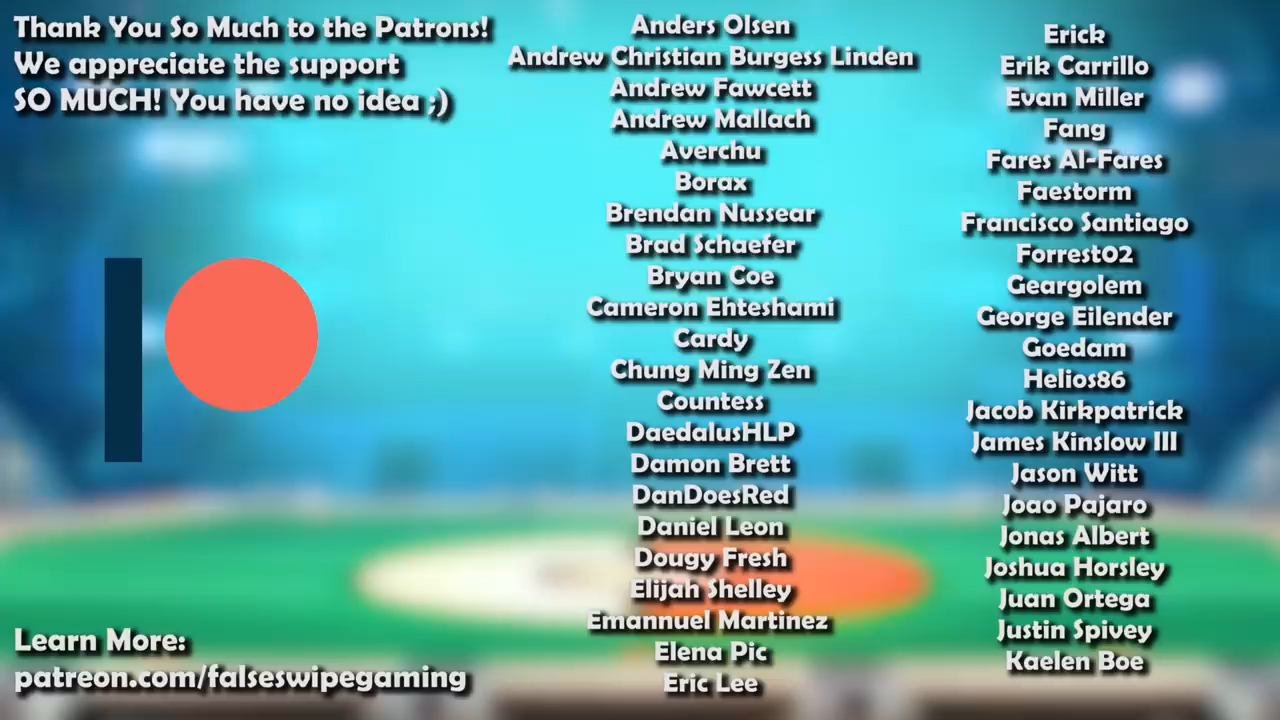 Thank You So Much to the Patrons!
We appreciate the support
SO MUCH! You have no idea ;)
Learn More:
patreon.com/falseswipegaming
Anders Olsen
Andrew Christian Burgess Linden
Andrew Fawcett
Andrew Mallach
Averchu
Borax
Brendan Nussear
Brad Schaefer
Bryan Coe
Cameron Ehteshami
Cardy
Chung Ming Zen
Countess
DaedalusHLP
Damon Brett
DanDoesRed
Daniel Leon
Dougy Fresh
Elijah Shelley
Emannuel Martinez
Elena Pic
Eric Lee
Erick
Erik Carrillo
Evan Miller
Fang
Fares Al-Fares
Faestorm
Francisco Santiago
Forrest02
Geargolem
George Eilender
Goedam
Helios86
Jacob Kirkpatrick
James Kinslow III
Jason Witt
Joao Pajaro
Jonas Albert
Joshua Horsley
Juan Ortega
Justin Spivey
Kaelen Boe